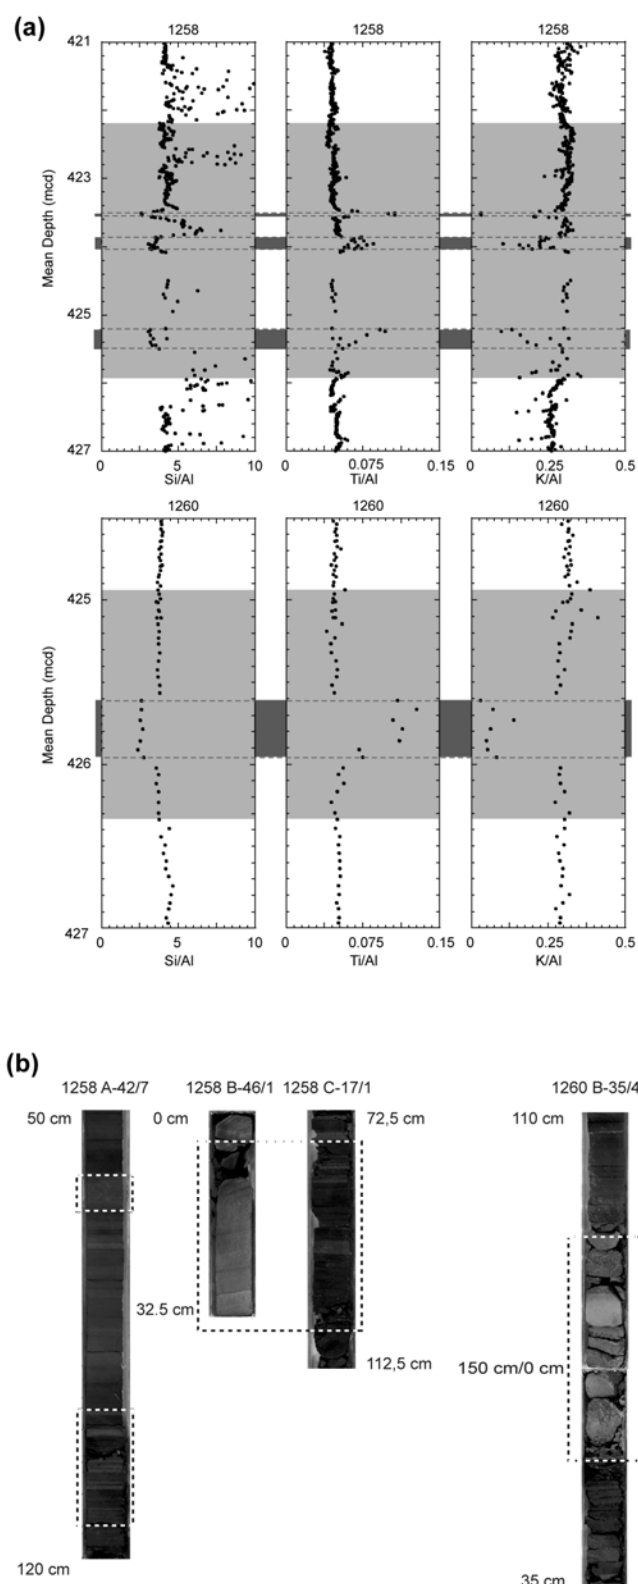 (a)
1258 1258 1258
421
423
425
427
Mean Depth (mcd)
0 5 10 0 0.075 0.15 0 0.25 0.5
Si/Al Ti/Al K/Al
1260 1260 1260
425
426
427
Mean Depth (mcd)
0 5 10 0 0.075 0.15 0 0.25 0.5
Si/Al Ti/Al K/Al
(b)
1258 A-42/7 1258 B-46/1 1258 C-17/1 1260 B-35/4
50 cm 0 cm 72,5 cm 110 cm
32.5 cm
112,5 cm 150 cm/0 cm
120 cm 35 cm